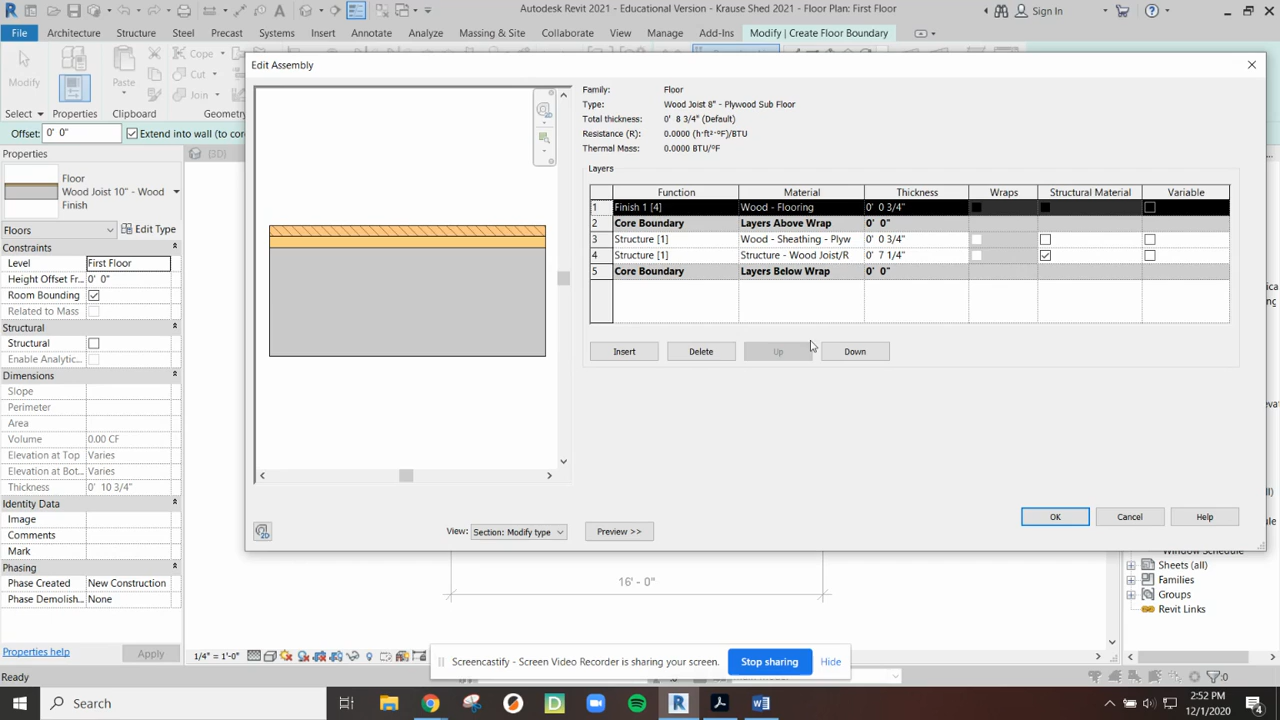 Autodesk Revit 2021 - Educational Version - Krause Shed 2021 - Floor Plan: First Floor
Sign In
File Architecture Structure Steel Precast Systems Insert Annotate Analyze Massing & Site Collaborate View Manage Add-Ins Modify | Create Floor Boundary
Modify
Paste
Cope
Cut
Join
Select Properties Clipboard Geometry
Offset: 0' 0" Extend into wall (to core
Properties
{3D}
Floor
Wood Joist 10" - Wood
Finish
Floors Edit Type
Constraints
Level First Floor
Height Offset Fr... 0' 0"
Room Bounding
Related to Mass
Structural
Structural
Enable Analytic...
Dimensions
Slope
Perimeter
Area
Volume 0.00 CF
Elevation at Top Varies
Elevation at Bot... Varies
Thickness 0' 10 3/4"
Identity Data
Image
Comments
Mark
Phasing
Phase Created New Construction
Phase Demolish... None
Properties help Apply
Edit Assembly
Family: Floor
Type: Wood Joist 8" - Plywood Sub Floor
Total thickness: 0' 8 3/4" (Default)
Resistance (R): 0.0000 (h·ft²·°F)/BTU
Thermal Mass: 0.0000 BTU/°F
Layers
Function Material Thickness Wraps Structural Material Variable
1 Finish 1 [4] Wood - Flooring 0' 0 3/4"
2 Core Boundary Layers Above Wrap 0' 0"
3 Structure [1] Wood - Sheathing - Plyw 0' 0 3/4"
4 Structure [1] Structure - Wood Joist/R 0' 7 1/4"
5 Core Boundary Layers Below Wrap 0' 0"
Insert Delete Up Down
OK Cancel Help
View: Section: Modify type Preview >>
2D
Window Schedule
Sheets (all)
Families
Groups
Revit Links
16' - 0"
1/4" = 1'-0"
Screencastify - Screen Video Recorder is sharing your screen. Stop sharing Hide
Ready
:0
Search
2:52 PM
12/1/2020